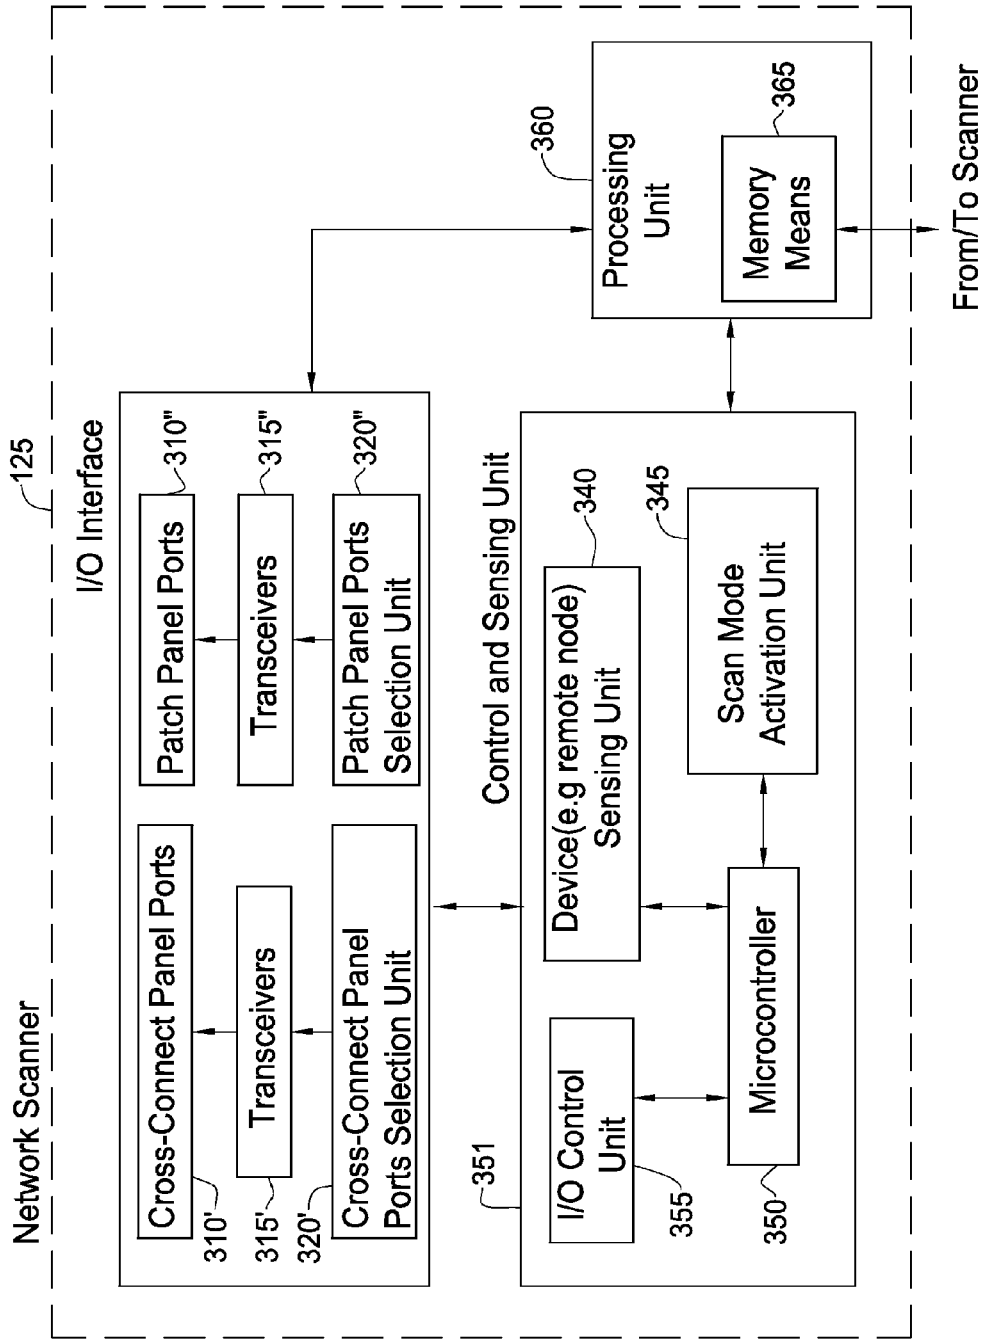 Network Scanner
125
I/O Interface
Cross-Connect Panel Ports
310'
Transceivers
315'
Cross-Connect Panel
Ports Selection Unit
320'
Patch Panel Ports
310"
Transceivers
315"
Patch Panel Ports
Selection Unit
320"
351
Control and Sensing Unit
I/O Control
Unit
355
Device(e.g remote node)
Sensing Unit
340
Microcontroller
350
Scan Mode
Activation Unit
345
Processing
Unit
360
Memory
Means
365
From/To Scanner